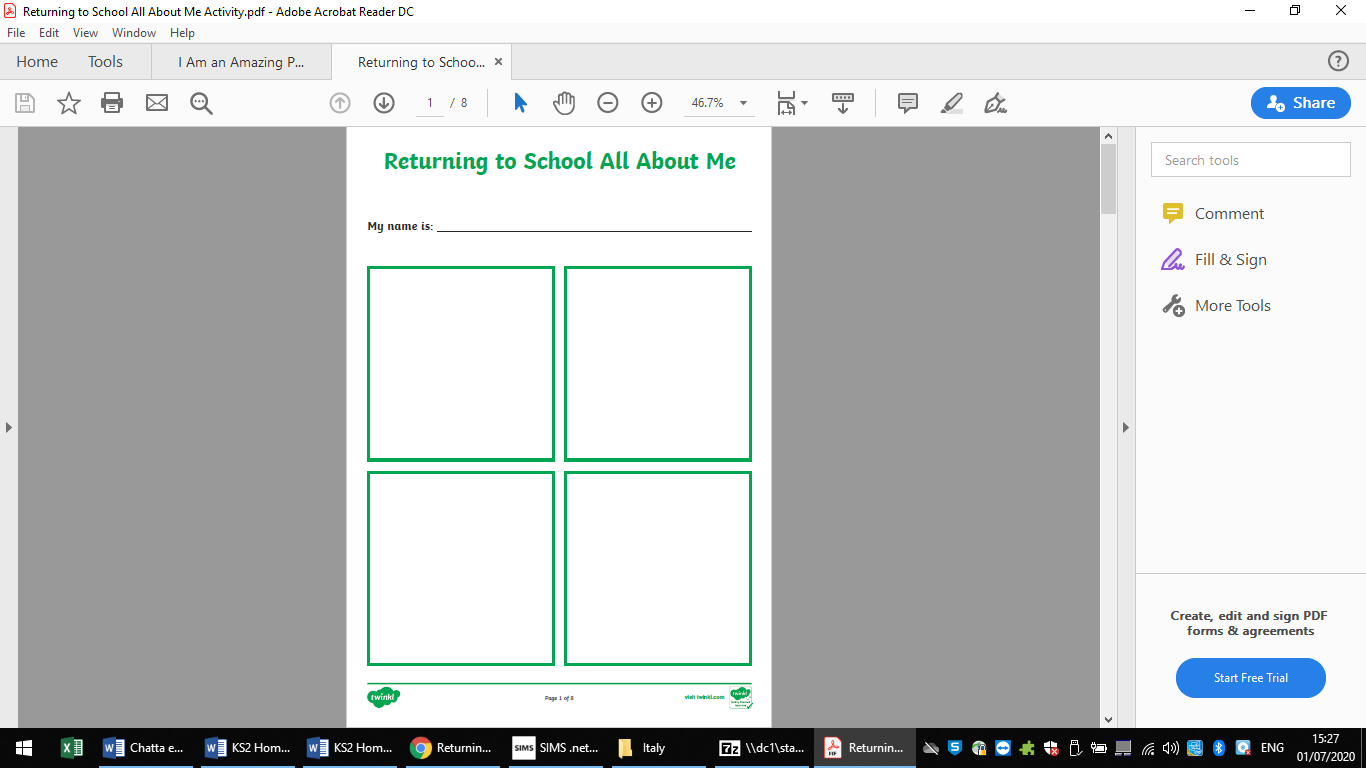 Returning to School All About Me Activity.pdf - Adobe Acrobat Reader DC
File Edit View Window Help
Home Tools I Am an Amazing P... Returning to Schoo...
1 / 8 46.7% Share
Returning to School All About Me
My name is:
Search tools
Comment
Fill & Sign
More Tools
Create, edit and sign PDF
forms & agreements
Start Free Trial
twinkl Page 1 of 8 visit twinkl.com twinkl
Chatta e... KS2 Hom... KS2 Hom... Returnin... SIMS SIMS .net... Italy 7z \\dc1\sta... Returnin... ENG 15:27
01/07/2020